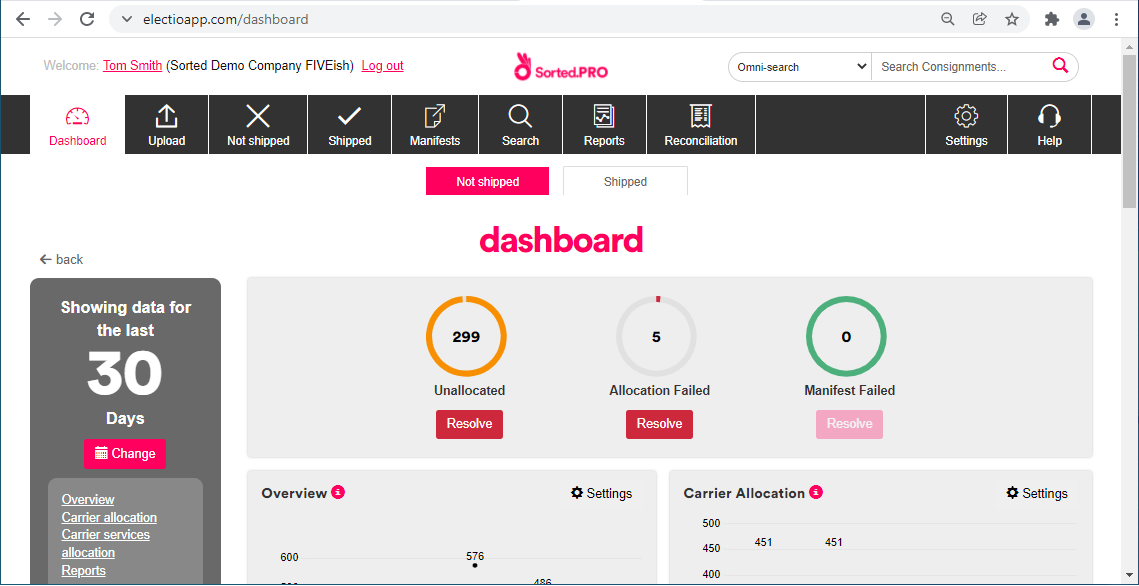 electioapp.com/dashboard
Welcome: Tom Smith (Sorted Demo Company FIVEish) Log out
Sorted.PRO
Omni-search
Search Consignments...
Dashboard
Upload
Not shipped
Shipped
Manifests
Search
Reports
Reconciliation
Settings
Help
Not shipped
Shipped
dashboard
back
Showing data for
the last
30
Days
Change
Overview
Carrier allocation
Carrier services
allocation
Reports
299
Unallocated
Resolve
5
Allocation Failed
Resolve
0
Manifest Failed
Resolve
Overview
Settings
600
576
486
Carrier Allocation
Settings
500
450
400
451
451